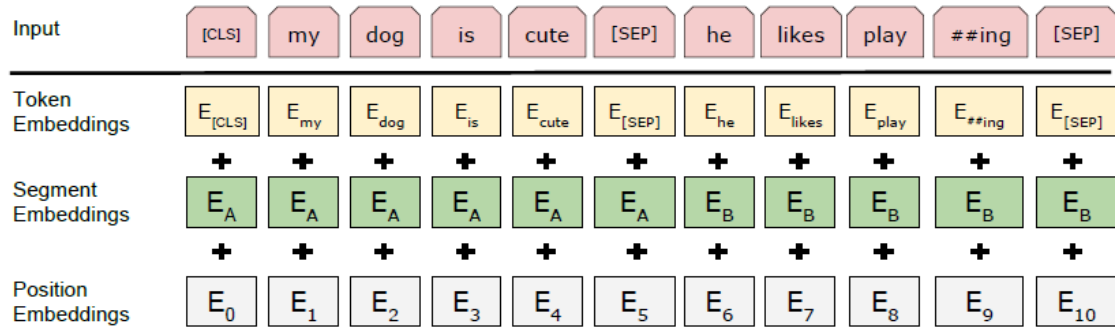 Input [CLS] my dog is cute [SEP] he likes play ##ing [SEP]
Token
Embeddings
E[CLS] Emy Edog Eis Ecute E[SEP] Ehe Elikes Eplay E##ing E[SEP]
+ + + + + + + + + + +
Segment
Embeddings
EA EA EA EA EA EA EB EB EB EB EB
+ + + + + + + + + + +
Position
Embeddings
E0 E1 E2 E3 E4 E5 E6 E7 E8 E9 E10